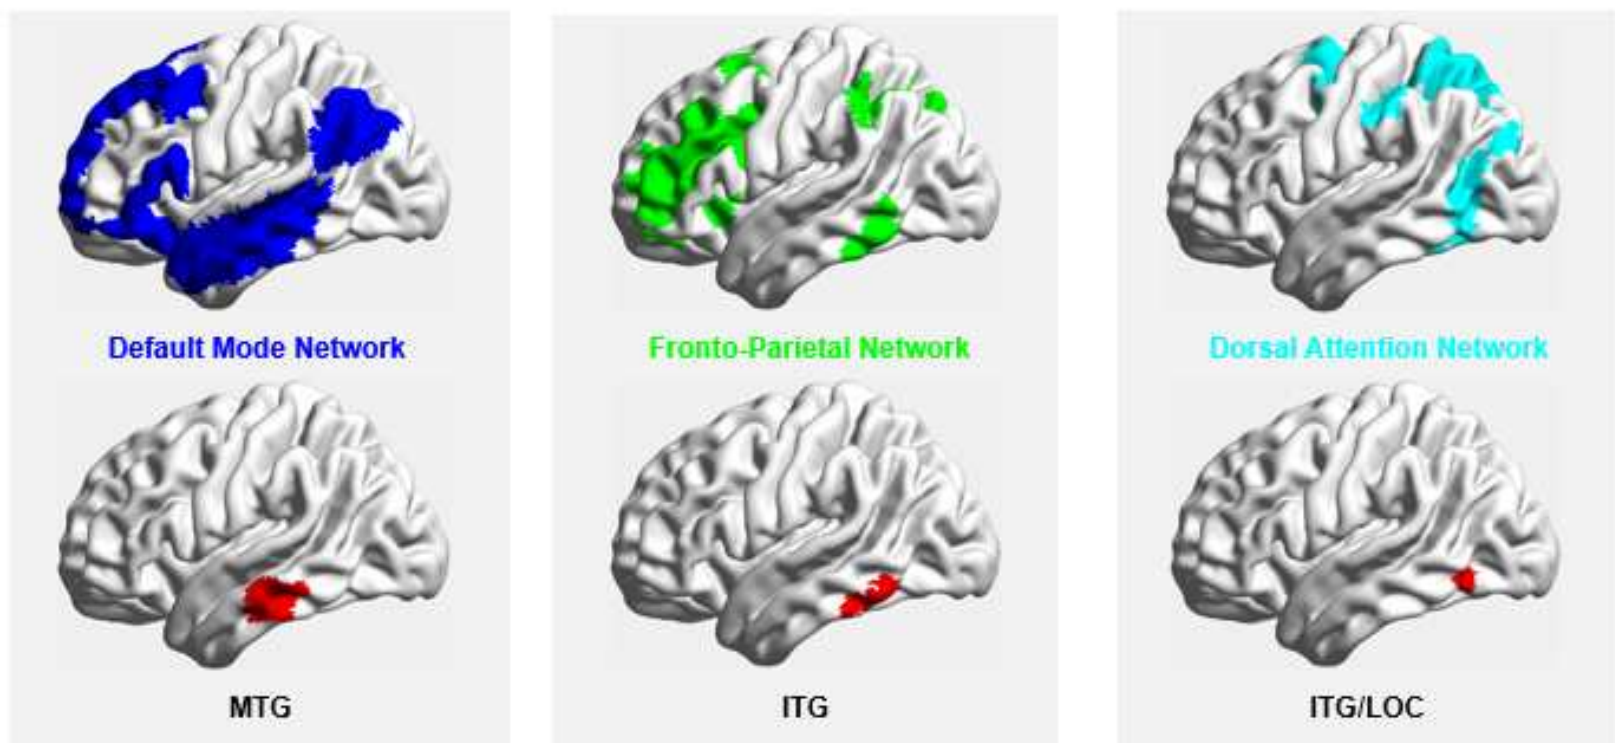 Default Mode Network
Fronto-Parietal Network
Dorsal Attention Network
MTG
ITG
ITG/LOC